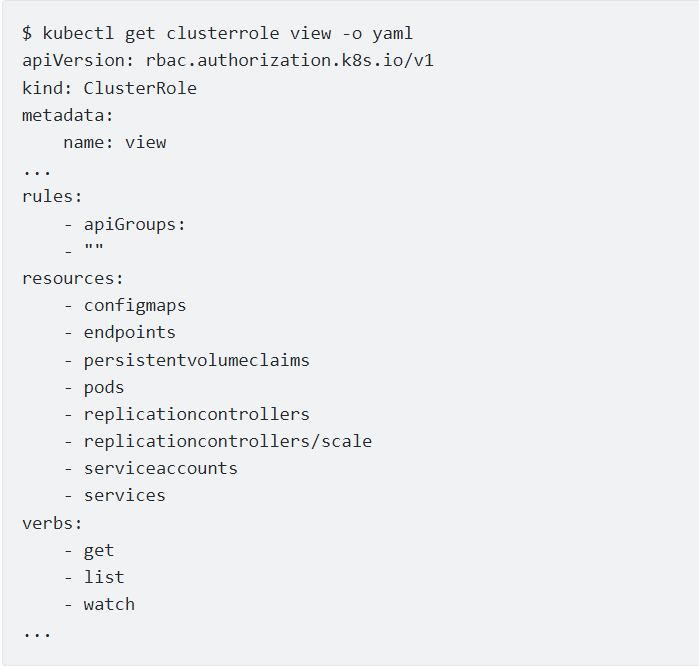 $ kubectl get clusterrole view -o yaml
apiVersion: rbac.authorization.k8s.io/v1
kind: ClusterRole
metadata:
    name: view
...
rules:
    - apiGroups:
    - ""
resources:
    - configmaps
    - endpoints
    - persistentvolumeclaims
    - pods
    - replicationcontrollers
    - replicationcontrollers/scale
    - serviceaccounts
    - services
verbs:
    - get
    - list
    - watch
...